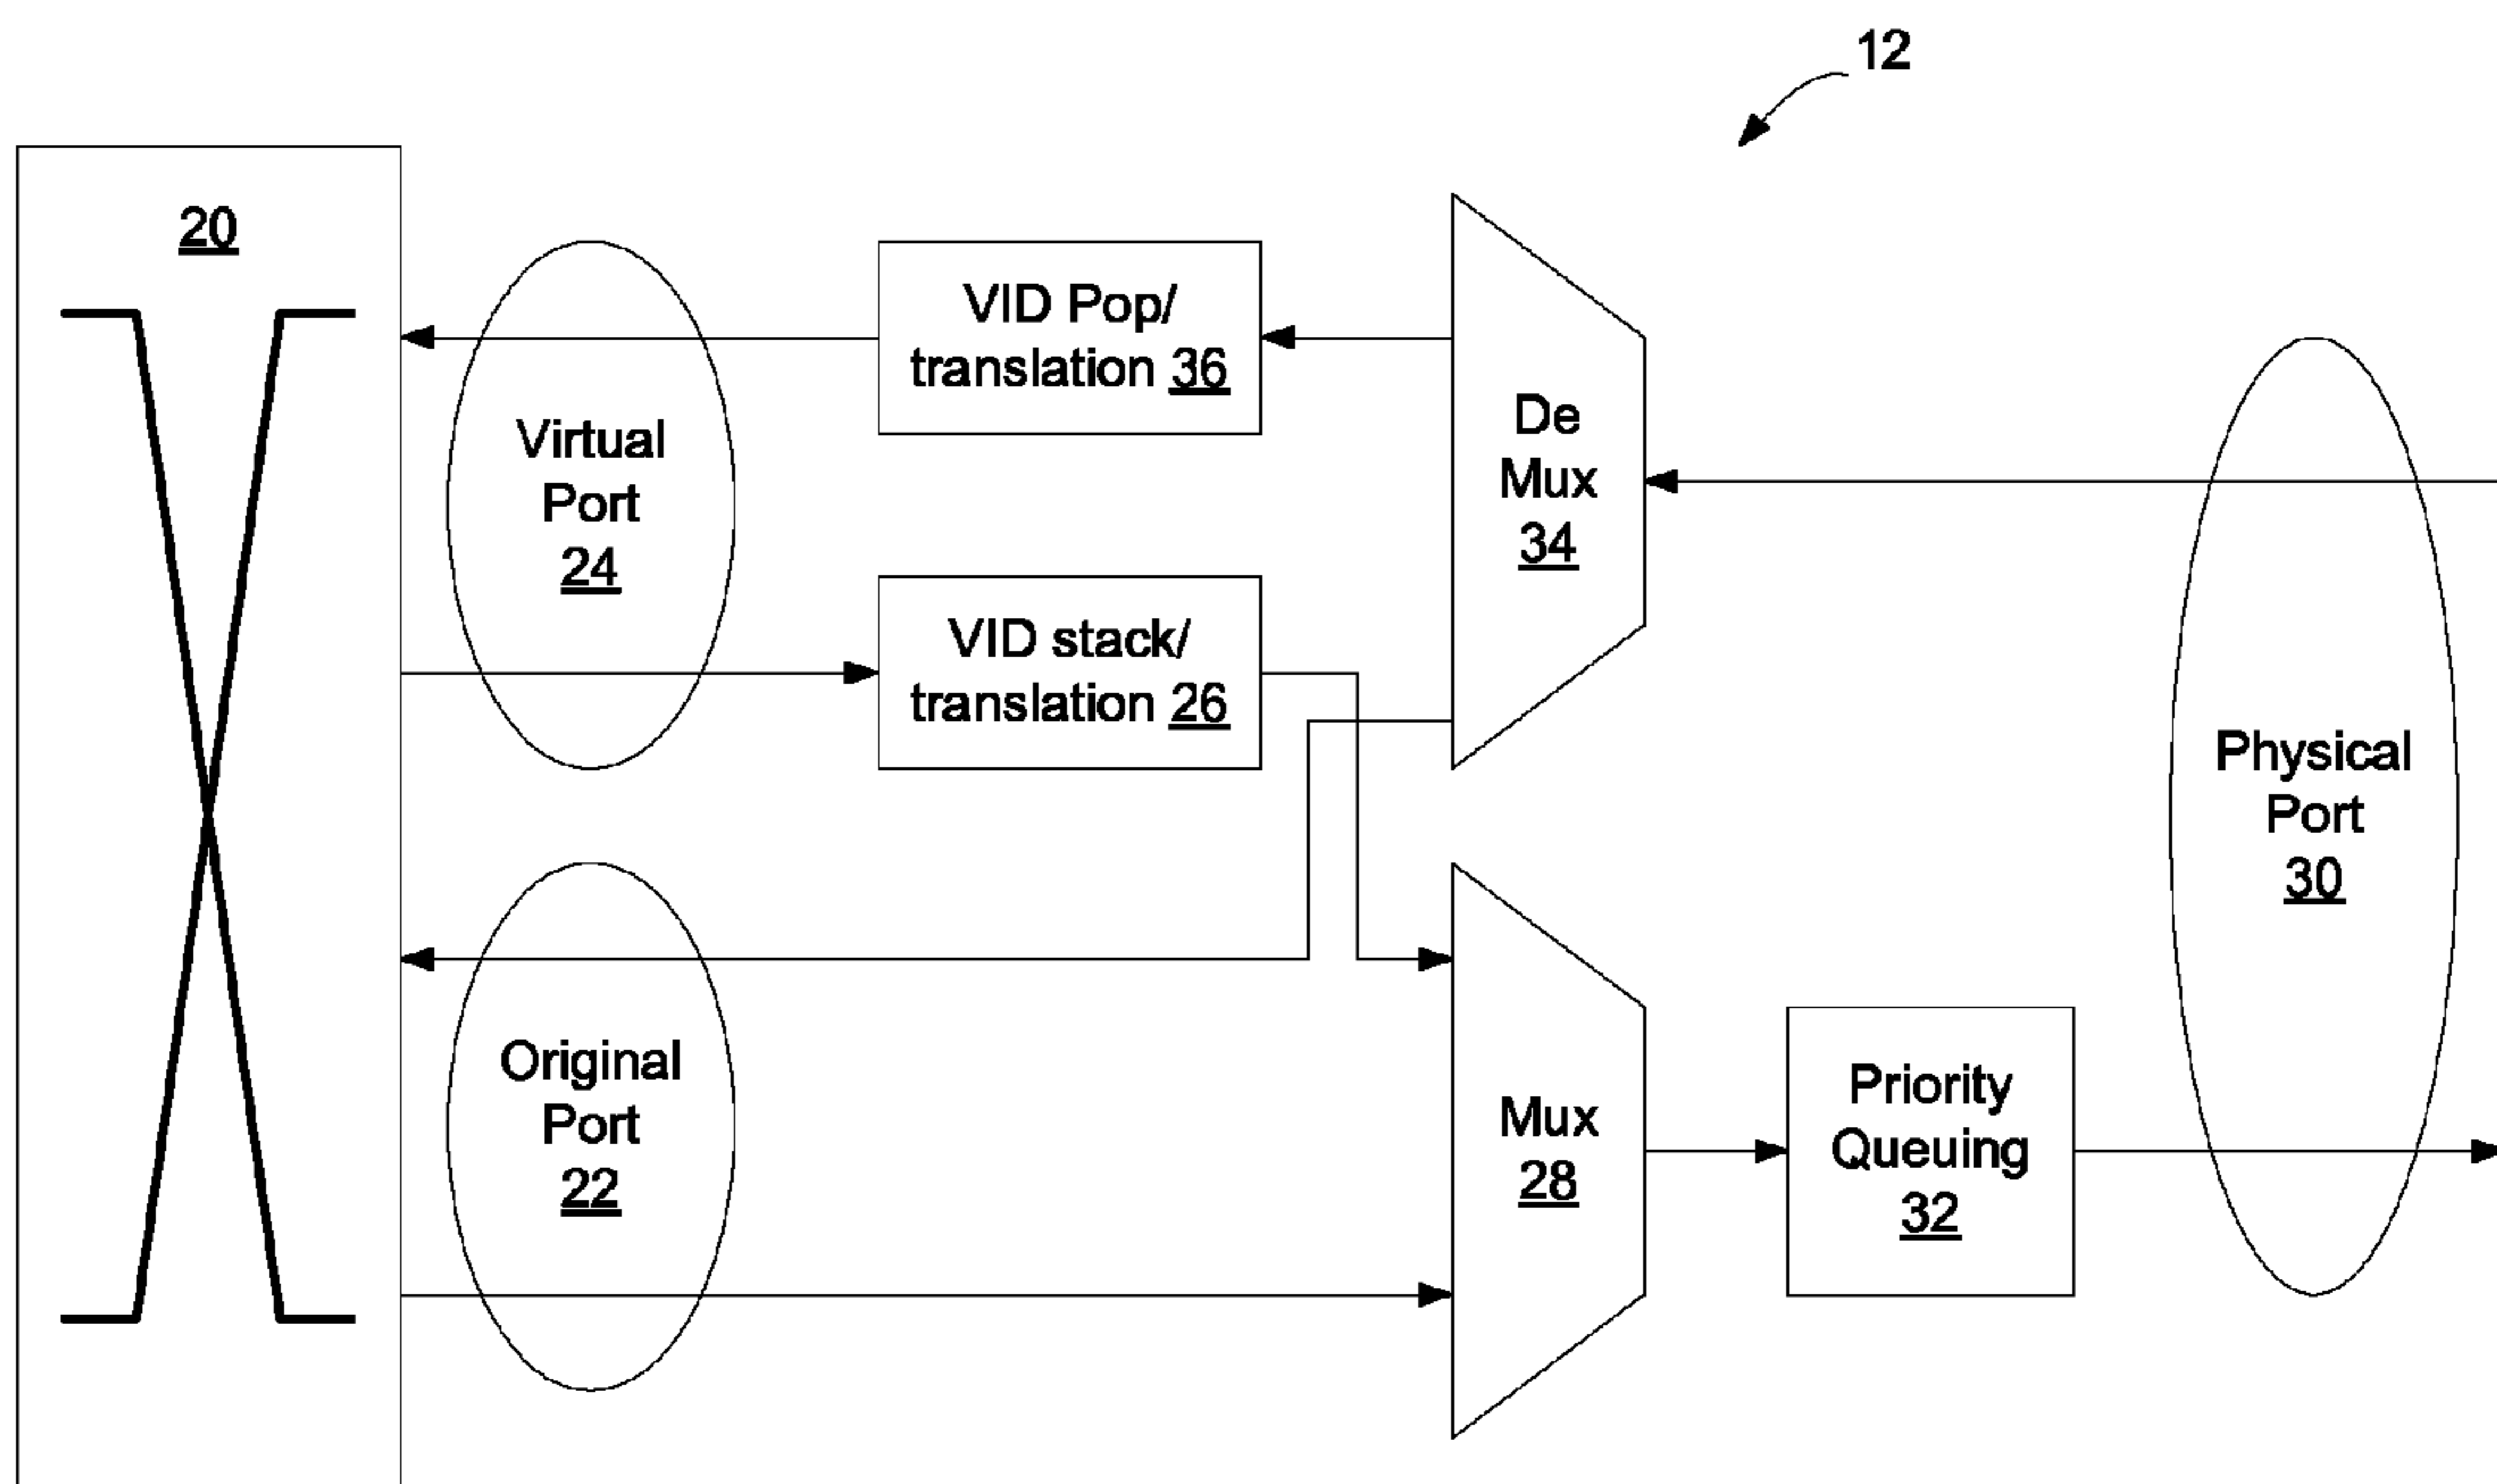 12
20
VID Pop/
translation 36
De
Mux
34
Virtual
Port
24
VID stack/
translation 26
Physical
Port
30
Original
Port
22
Mux
28
Priority
Queuing
32